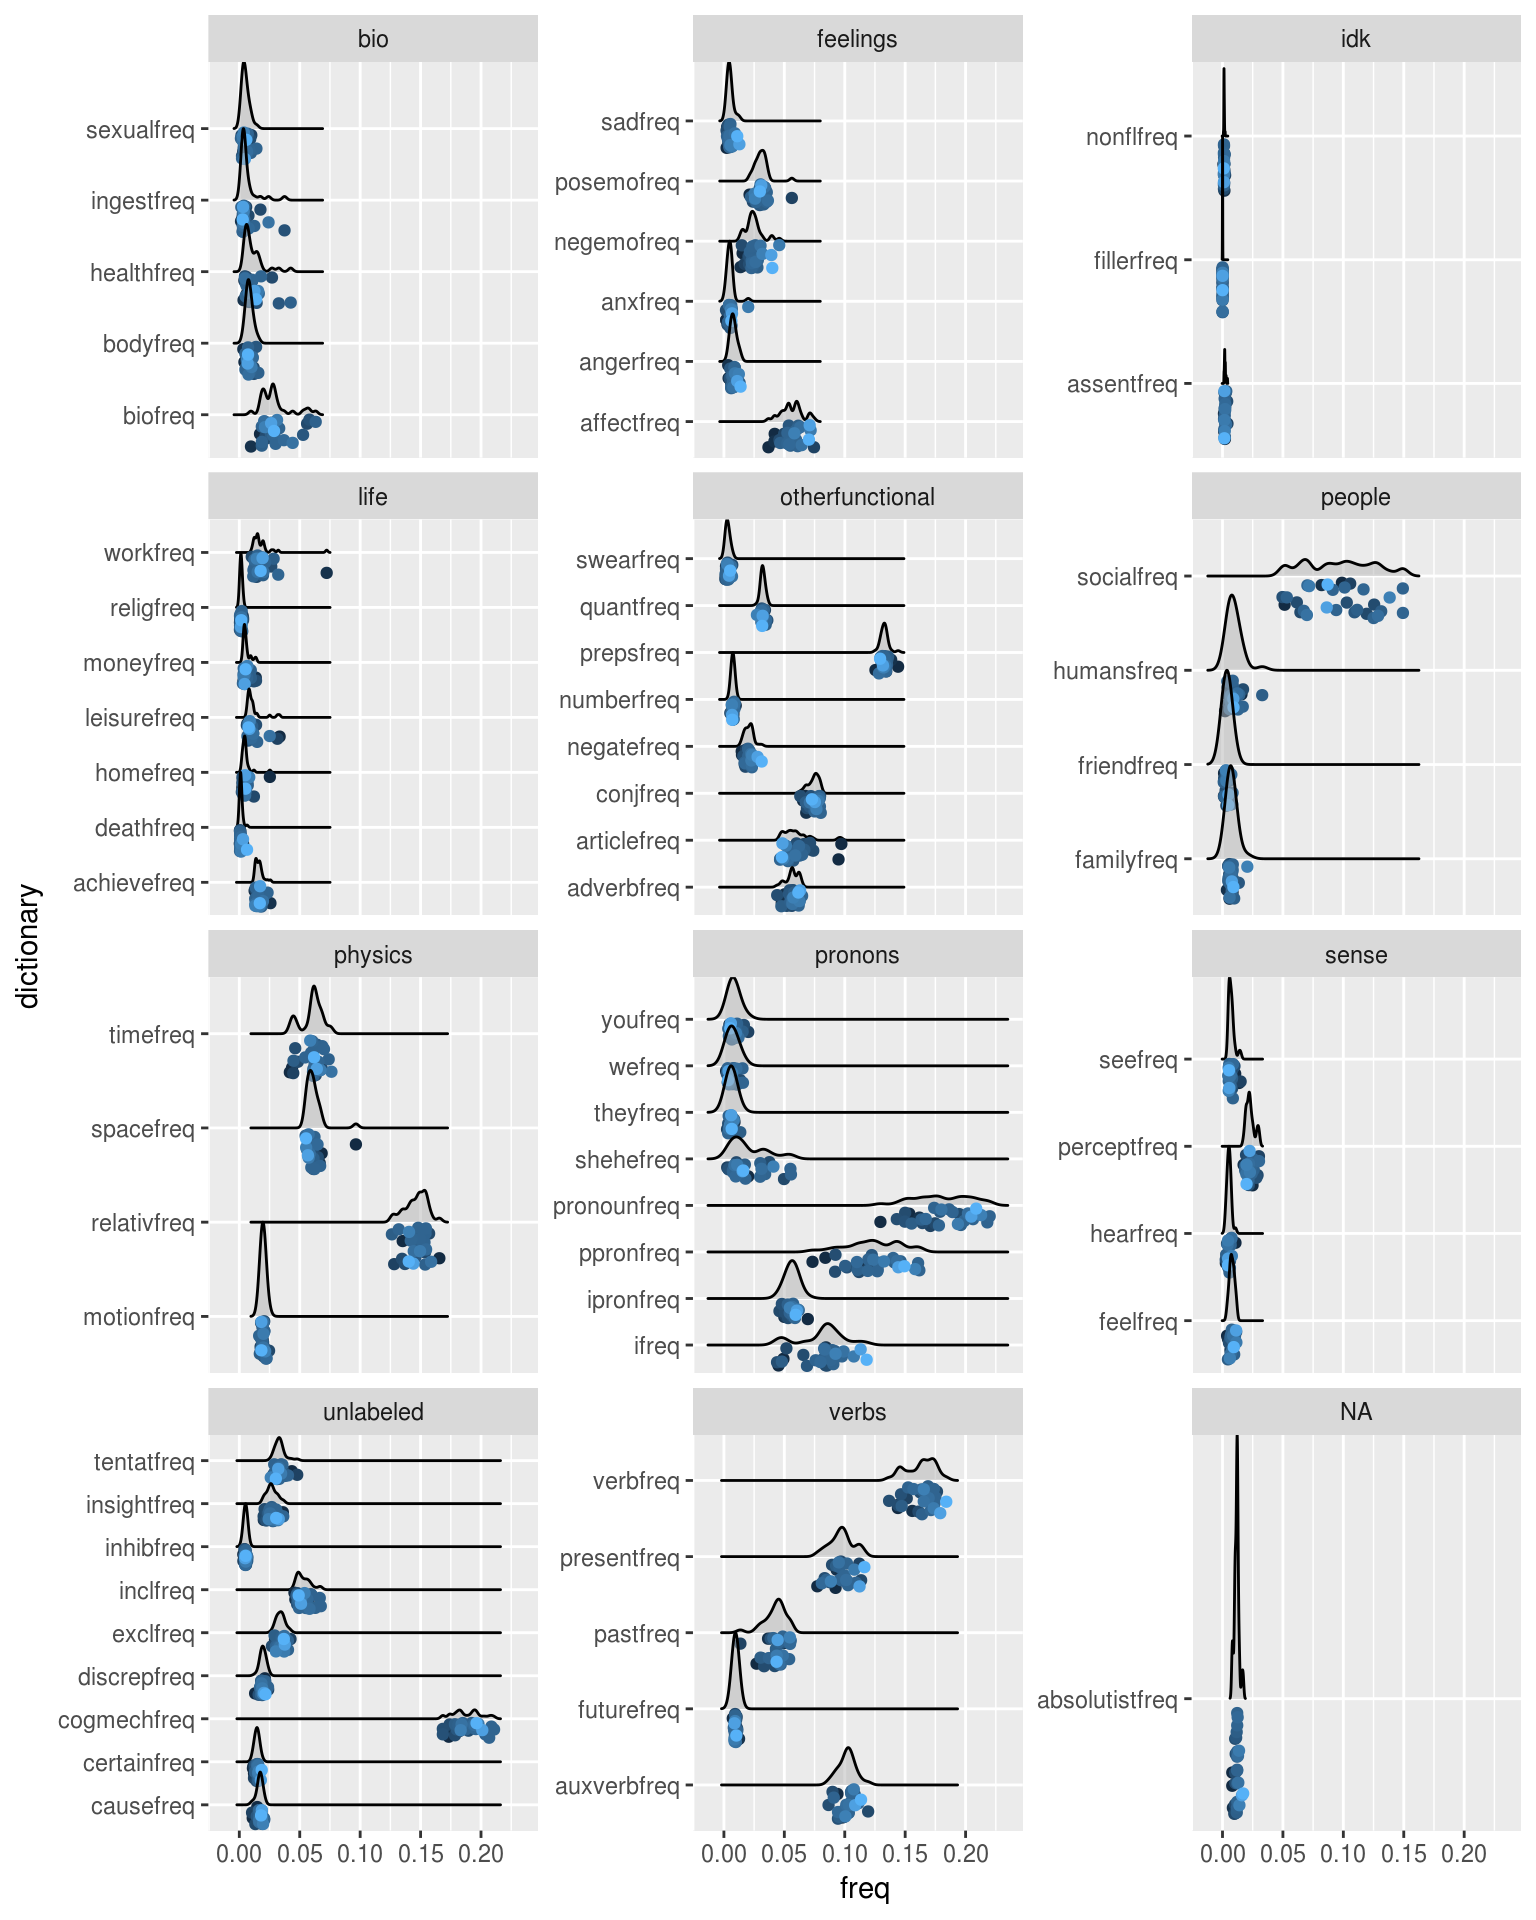 bio
sexualfreq
ingestfreq
healthfreq
bodyfreq
biofreq
feelings
sadfreq
posemofreq
negemofreq
anxfreq
angerfreq
affectfreq
idk
nonflfreq
fillerfreq
assentfreq
life
workfreq
religfreq
moneyfreq
leisurefreq
homefreq
deathfreq
achievefreq
otherfunctional
swearfreq
quantfreq
prepsfreq
numberfreq
negatefreq
conjfreq
articlefreq
adverbfreq
people
socialfreq
humansfreq
friendfreq
familyfreq
dictionary
physics
timefreq
spacefreq
relativfreq
motionfreq
pronons
youfreq
wefreq
theyfreq
shehefreq
pronounfreq
ppronfreq
ipronfreq
ifreq
sense
seefreq
perceptfreq
hearfreq
feelfreq
unlabeled
tentatfreq
insightfreq
inhibfreq
inclfreq
exclfreq
discrepfreq
cogmechfreq
certainfreq
causefreq
verbs
verbfreq
presentfreq
pastfreq
futurefreq
auxverbfreq
NA
absolutistfreq
0.00 0.05 0.10 0.15 0.20
0.00 0.05 0.10 0.15 0.20
0.00 0.05 0.10 0.15 0.20
freq